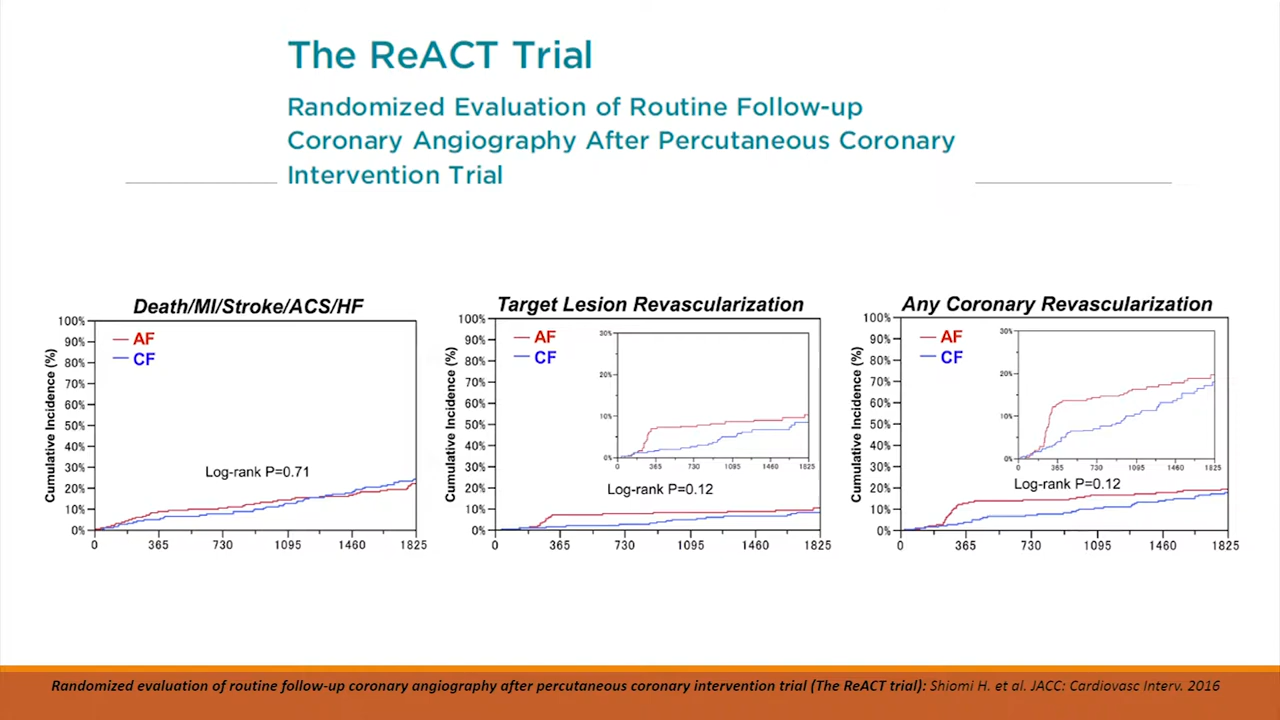 The ReACT Trial
Randomized Evaluation of Routine Follow-up
Coronary Angiography After Percutaneous Coronary
Intervention Trial
Death/MI/Stroke/ACS/HF
Cumulative Incidence (%)
100%
90%
80%
70%
60%
50%
40%
30%
20%
10%
0%
AF
CF
Log-rank P=0.71
0 365 730 1095 1460 1825
Target Lesion Revascularization
Cumulative Incidence (%)
100%
90%
80%
70%
60%
50%
40%
30%
20%
10%
0%
AF
CF
30%
20%
10%
0%
0 365 730 1095 1460 1825
Log-rank P=0.12
0 365 730 1095 1460 1825
Any Coronary Revascularization
Cumulative Incidence (%)
100%
90%
80%
70%
60%
50%
40%
30%
20%
10%
0%
AF
CF
30%
20%
10%
0%
0 365 730 1095 1460 1825
Log-rank P=0.12
0 365 730 1095 1460 1825
Randomized evaluation of routine follow-up coronary angiography after percutaneous coronary intervention trial (The ReACT trial): Shiomi H. et al. JACC: Cardiovasc Interv. 2016